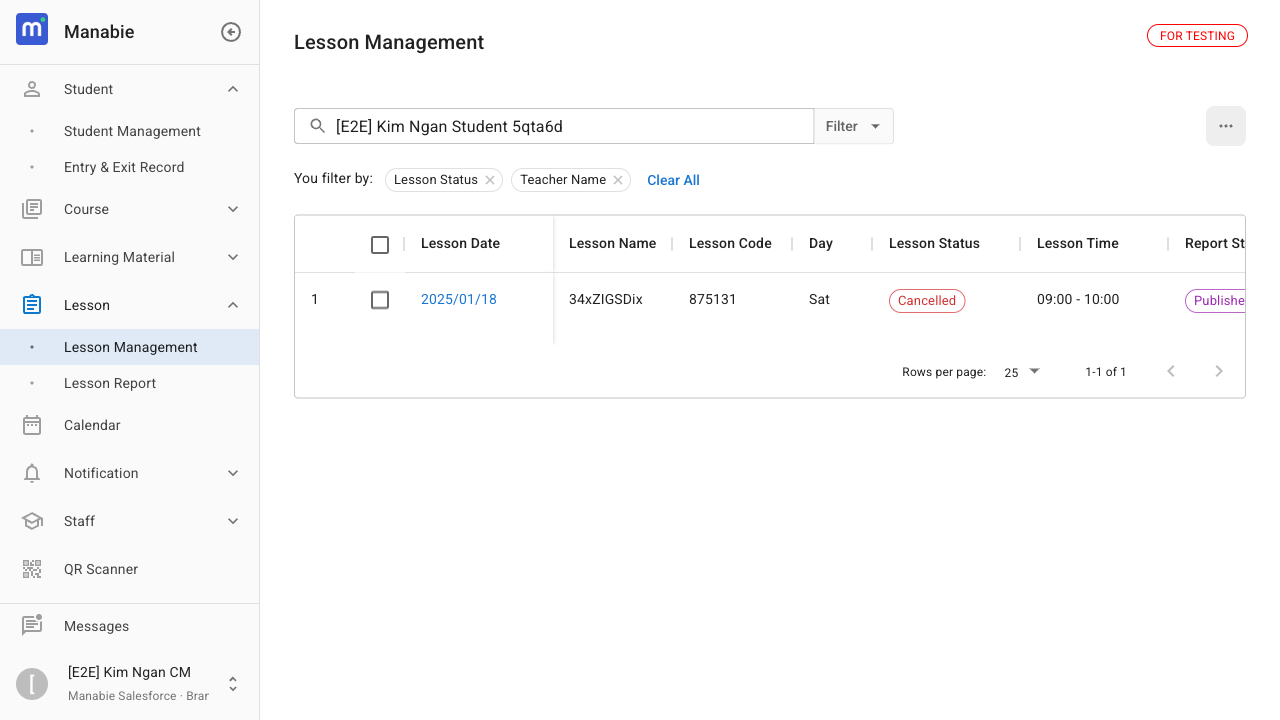 Manabie
Student
Student Management
Entry & Exit Record
Course
Learning Material
Lesson
Lesson Management
Lesson Report
Calendar
Notification
Staff
QR Scanner
Messages
[
[E2E] Kim Ngan CM
Manabie Salesforce · Brar
Lesson Management
FOR TESTING
[E2E] Kim Ngan Student 5qta6d
Filter
You filter by: Lesson Status Teacher Name Clear All
Lesson Date Lesson Name Lesson Code Day Lesson Status Lesson Time Report St
1 2025/01/18 34xZIGSDix 875131 Sat Cancelled 09:00 - 10:00 Publishe
Rows per page: 25 1-1 of 1